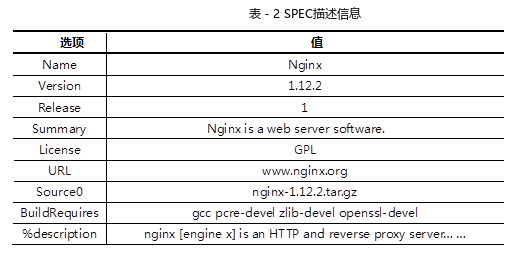 表 - 2 SPEC描述信息
选项 值
Name Nginx
Version 1.12.2
Release 1
Summary Nginx is a web server software.
License GPL
URL www.nginx.org
Source0 nginx-1.12.2.tar.gz
BuildRequires gcc pcre-devel zlib-devel openssl-devel
%description nginx [engine x] is an HTTP and reverse proxy server... ...